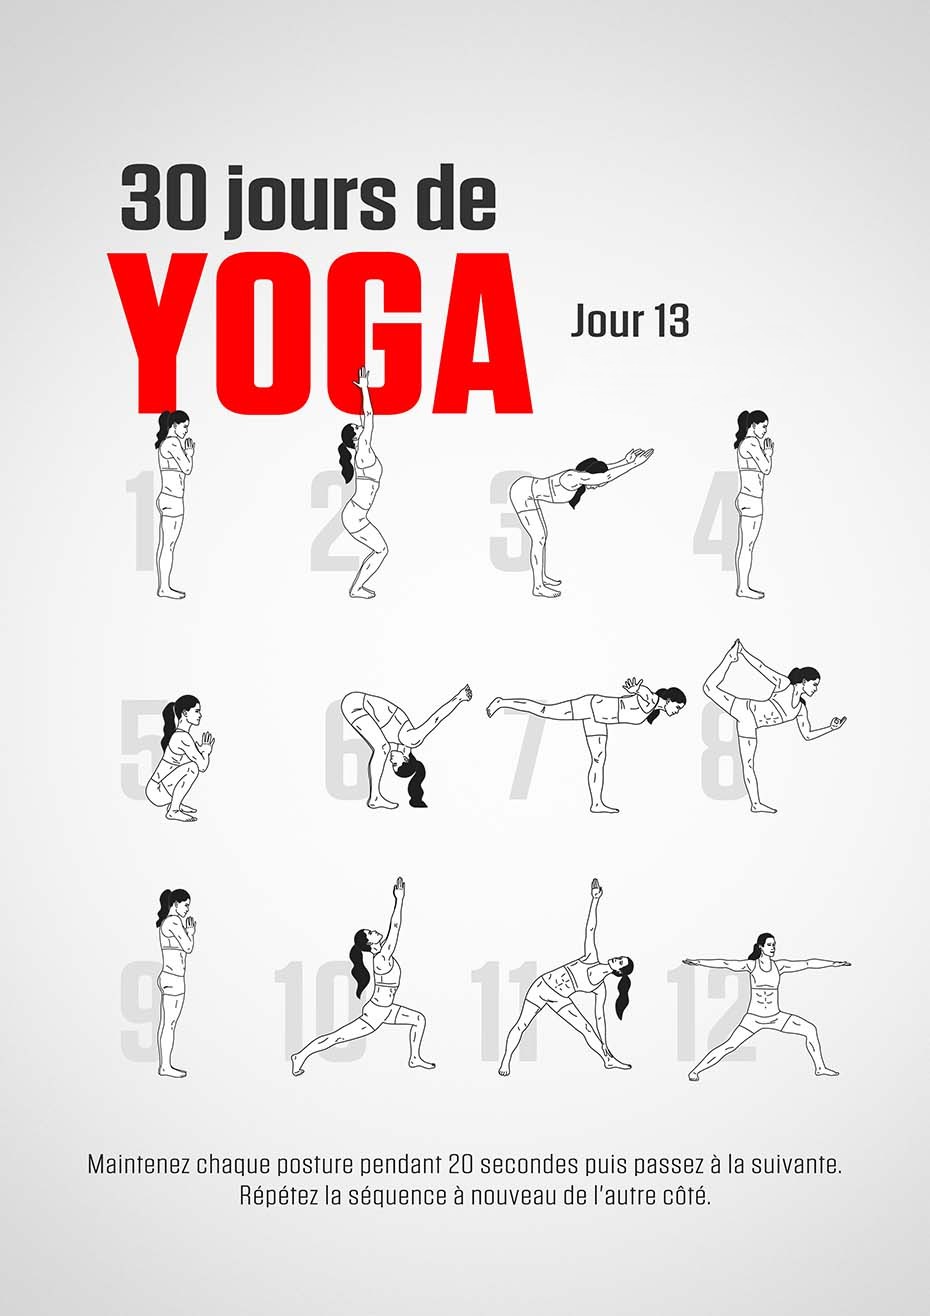 30 jours de
YOGA
Jour 13
1
2
3
4
5
6
7
8
9
10
11
12
Maintenez chaque posture pendant 20 secondes puis passez à la suivante.
Répétez la séquence à nouveau de l'autre côté.